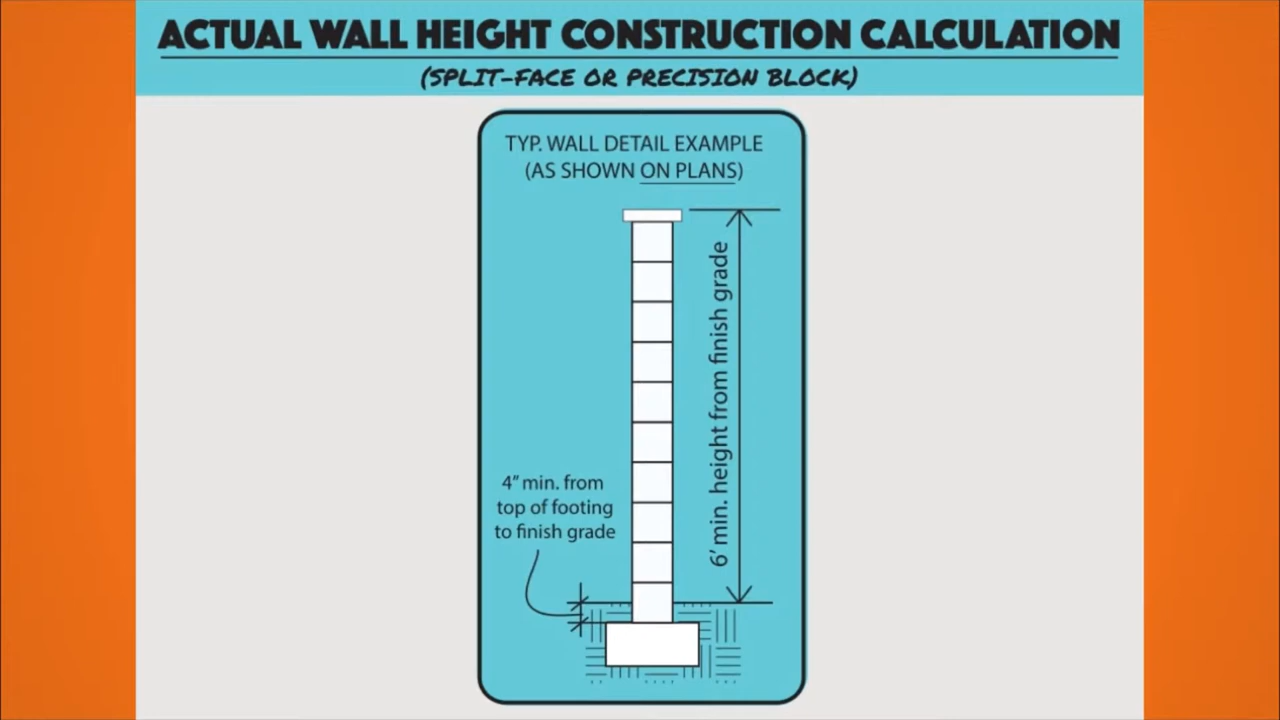 ACTUAL WALL HEIGHT CONSTRUCTION CALCULATION
(SPLIT-FACE OR PRECISION BLOCK)
TYP. WALL DETAIL EXAMPLE
(AS SHOWN ON PLANS)
6' min. height from finish grade
4" min. from
top of footing
to finish grade